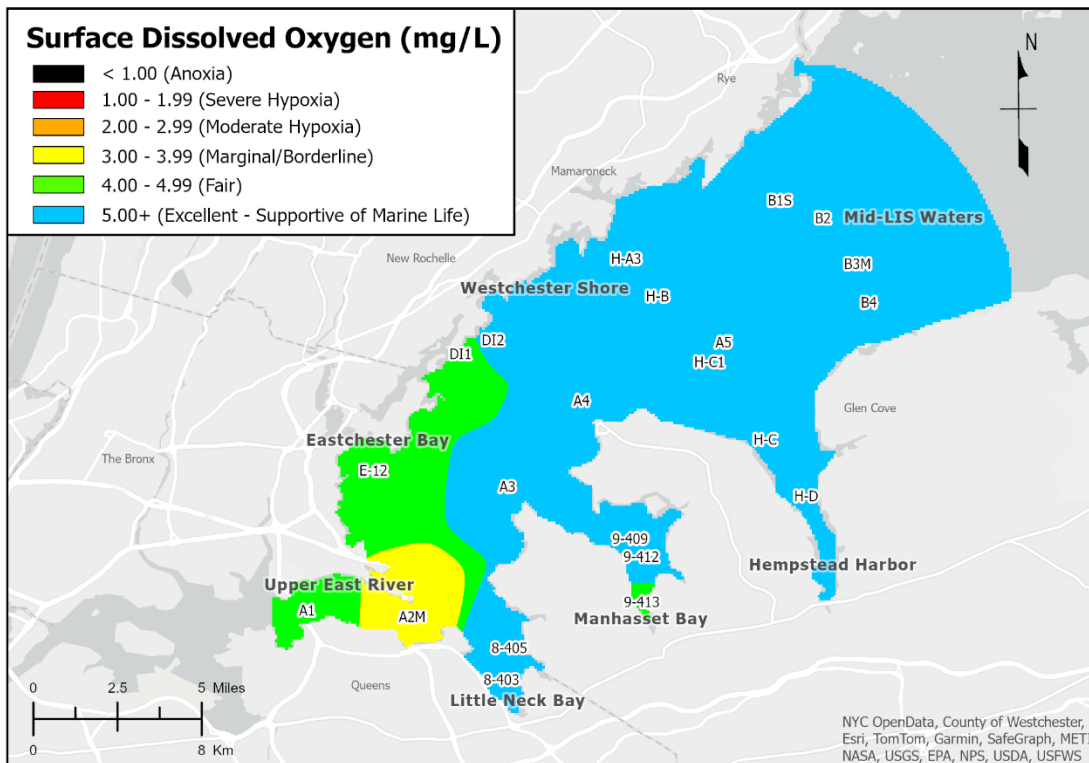 Surface Dissolved Oxygen (mg/L)
< 1.00 (Anoxia)
1.00 - 1.99 (Severe Hypoxia)
2.00 - 2.99 (Moderate Hypoxia)
3.00 - 3.99 (Marginal/Borderline)
4.00 - 4.99 (Fair)
5.00+ (Excellent - Supportive of Marine Life)
N
Rye
Mamaroneck
B1S
B2
Mid-LIS Waters
New Rochelle
H-A3
B3M
Westchester Shore
H-B
B4
DI1
DI2
A5
H-C1
A4
Glen Cove
Eastchester Bay
H-C
The Bronx
E-12
A3
H-D
9-409
9-412
Hempstead Harbor
Upper East River
9-413
A1
A2M
Manhasset Bay
8-405
Queens
8-403
Little Neck Bay
0 2.5 5 Miles
0 8 Km
NYC OpenData, County of Westchester,
Esri, TomTom, Garmin, SafeGraph, METI
NASA, USGS, EPA, NPS, USDA, USFWS